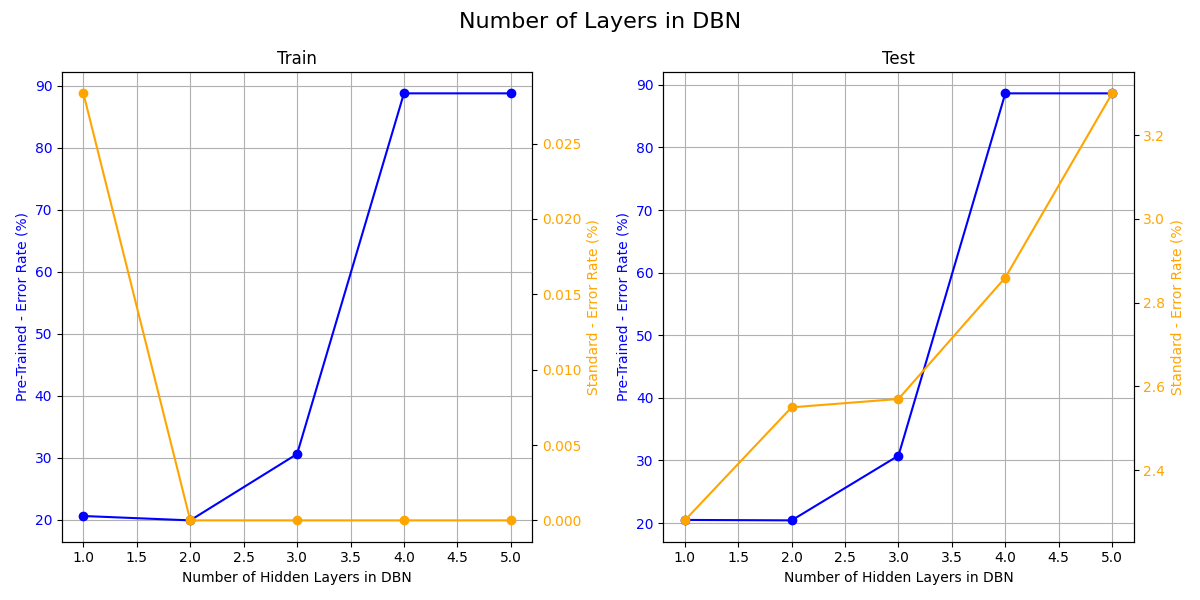 Number of Layers in DBN
Train
90
80
70
60
50
40
30
20
Pre-Trained - Error Rate (%)
0.025
0.020
0.015
0.010
0.005
0.000
Standard - Error Rate (%)
1.0 1.5 2.0 2.5 3.0 3.5 4.0 4.5 5.0
Number of Hidden Layers in DBN
Test
90
80
70
60
50
40
30
20
Pre-Trained - Error Rate (%)
3.2
3.0
2.8
2.6
2.4
Standard - Error Rate (%)
1.0 1.5 2.0 2.5 3.0 3.5 4.0 4.5 5.0
Number of Hidden Layers in DBN